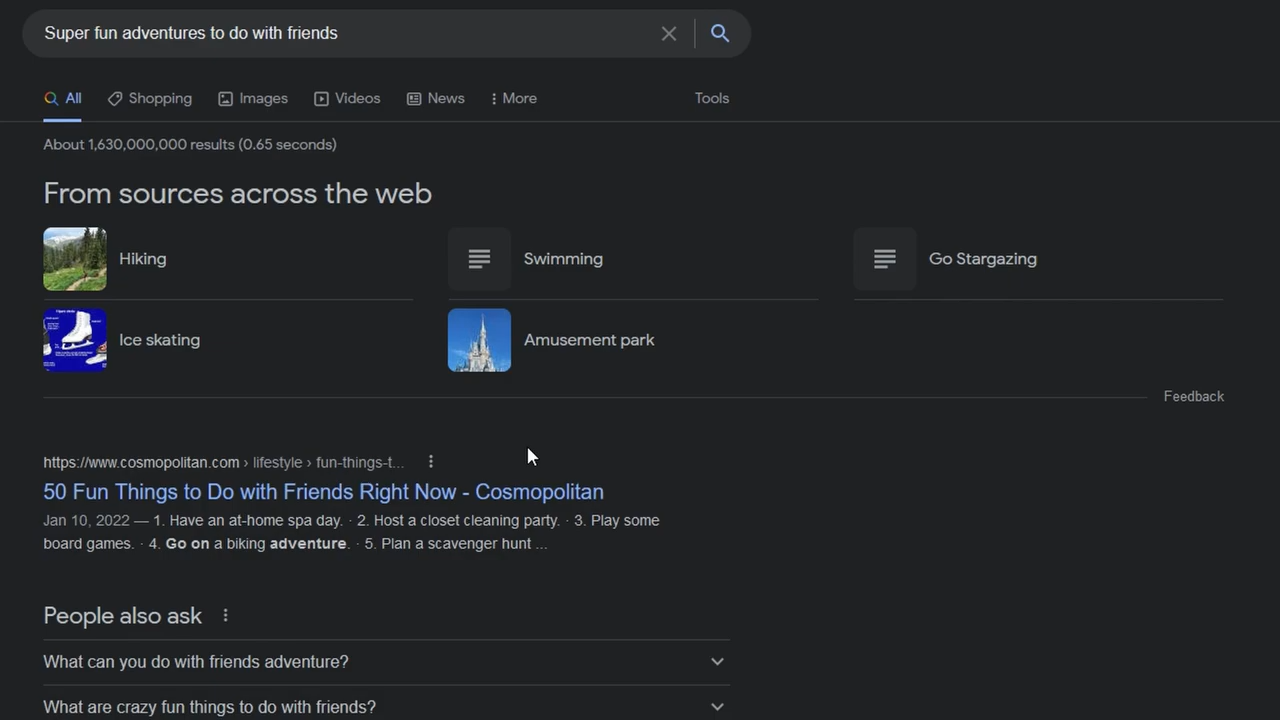 Super fun adventures to do with friends
All Shopping Images Videos News More Tools
About 1,630,000,000 results (0.65 seconds)
From sources across the web
Hiking Swimming Go Stargazing
Ice skating Amusement park
Feedback
https://www.cosmopolitan.com › lifestyle › fun-things-t...
50 Fun Things to Do with Friends Right Now - Cosmopolitan
Jan 10, 2022 — 1. Have an at-home spa day. · 2. Host a closet cleaning party. · 3. Play some
board games. · 4. Go on a biking adventure. · 5. Plan a scavenger hunt ...
People also ask
What can you do with friends adventure?
What are crazy fun things to do with friends?